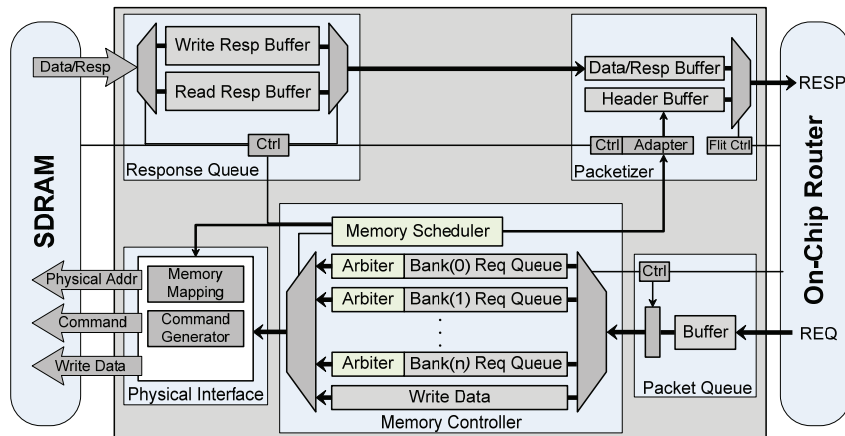 SDRAM
Data/Resp
Write Resp Buffer
Read Resp Buffer
Ctrl
Response Queue
Data/Resp Buffer
Header Buffer
Ctrl
Adapter
Flit Ctrl
Packetizer
RESP
On-Chip Router
Memory Scheduler
Arbiter
Bank(0) Req Queue
Arbiter
Bank(1) Req Queue
.
.
.
Arbiter
Bank(n) Req Queue
Write Data
Memory Controller
Physical Addr
Command
Write Data
Memory
Mapping
Command
Generator
Physical Interface
Ctrl
Buffer
Packet Queue
REQ